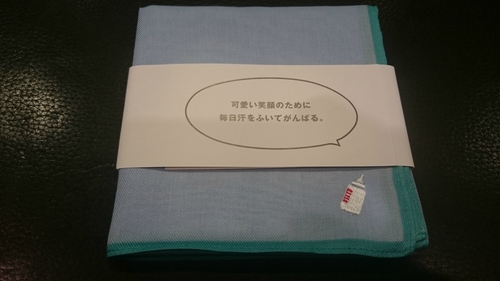 可愛い笑顔のために
毎日汗をふいてがんばる。